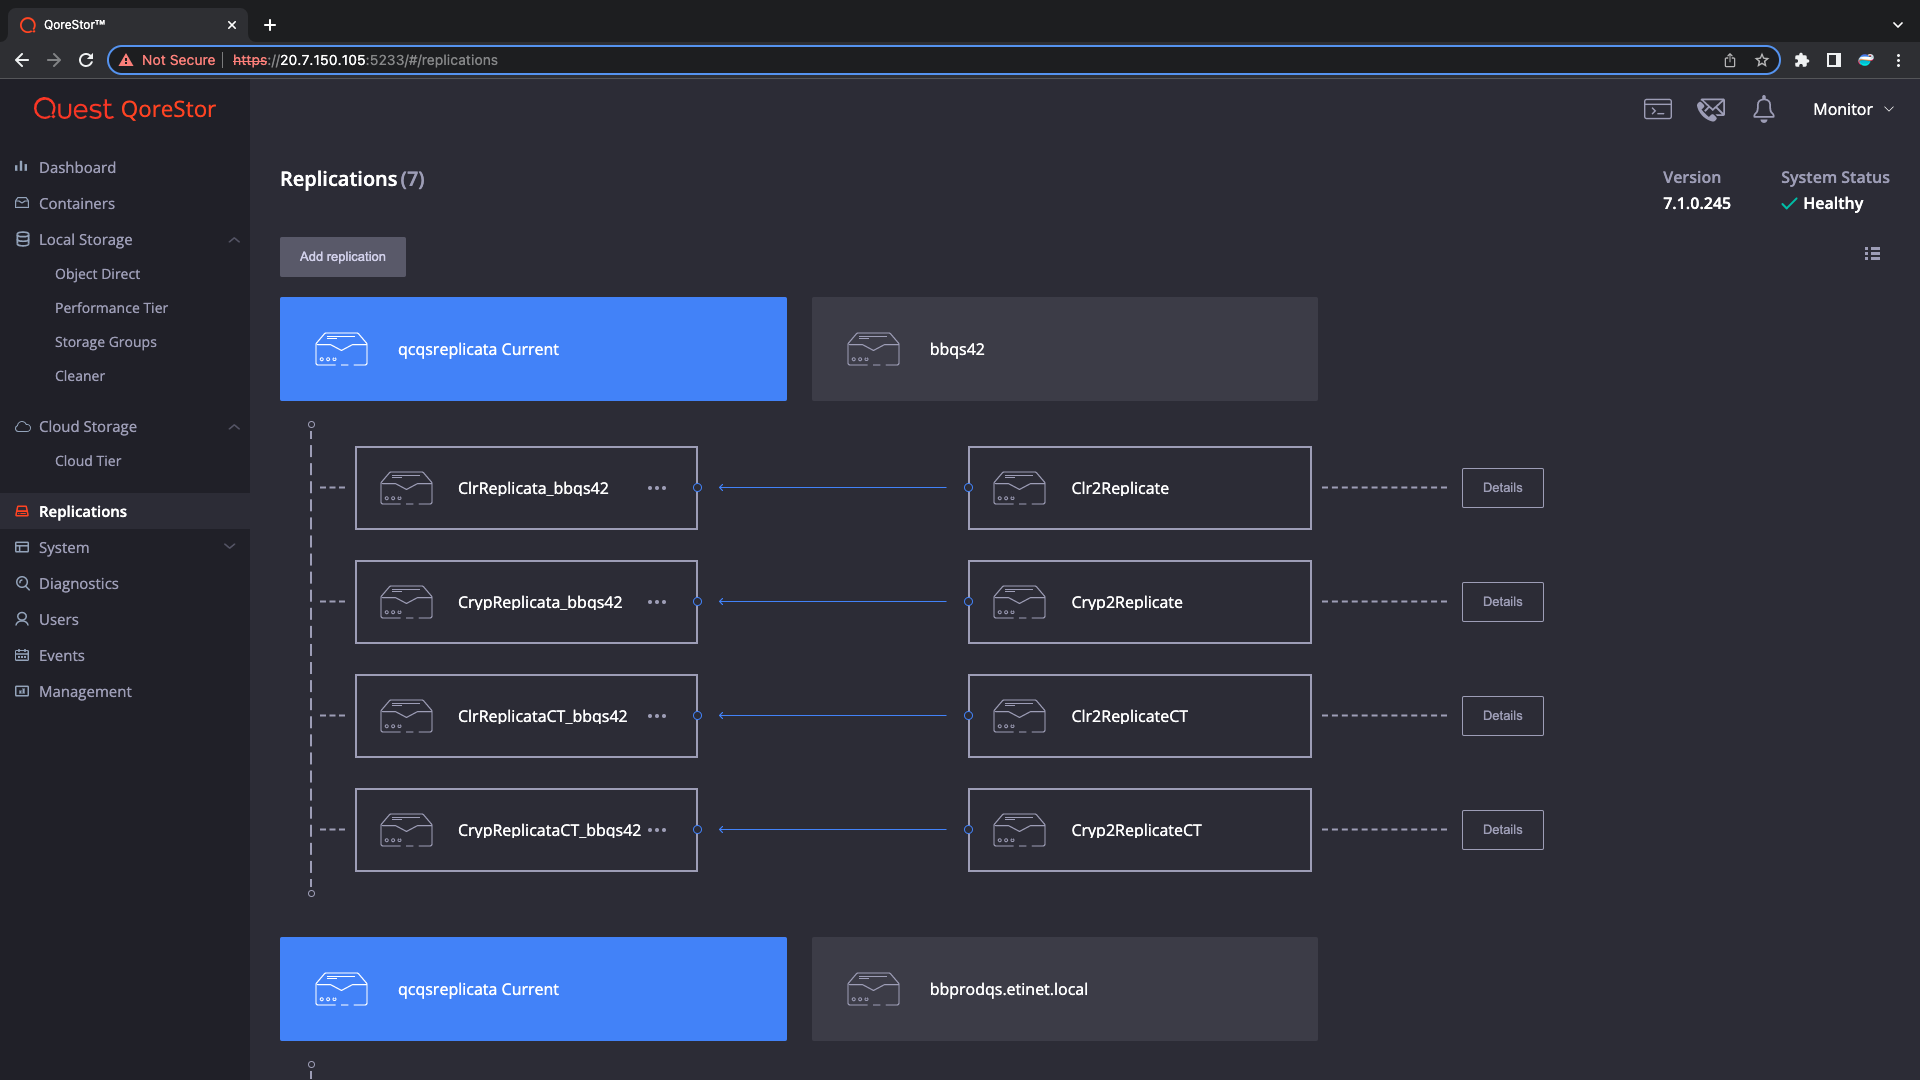 QoreStor™
Not Secure
https://20.7.150.105:5233/#/replications
Quest QoreStor
Monitor
Dashboard
Containers
Local Storage
Object Direct
Performance Tier
Storage Groups
Cleaner
Cloud Storage
Cloud Tier
Replications
System
Diagnostics
Users
Events
Management
Replications (7)
Version
7.1.0.245
System Status
Healthy
Add replication
qcqsreplicata Current
bbqs42
ClrReplicata_bbqs42
Clr2Replicate
Details
CrypReplicata_bbqs42
Cryp2Replicate
Details
ClrReplicataCT_bbqs42
Clr2ReplicateCT
Details
CrypReplicataCT_bbqs42
Cryp2ReplicateCT
Details
qcqsreplicata Current
bbprodqs.etinet.local